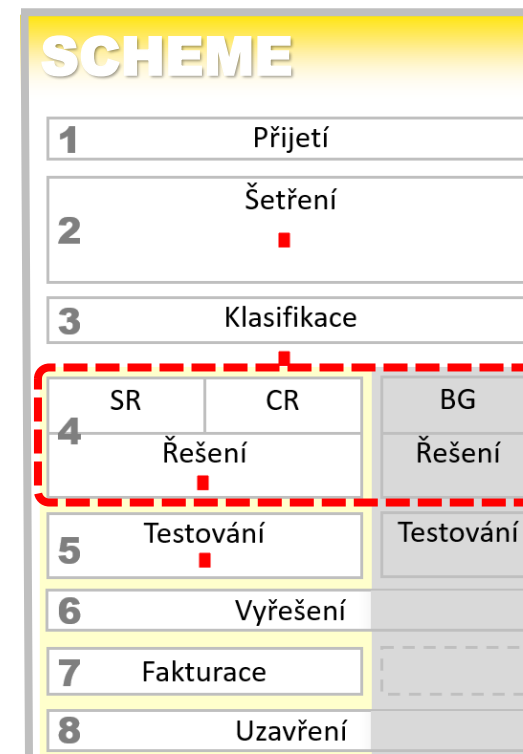 SCHEME
1 Přijetí
Šetření
2
3 Klasifikace
SR CR BG
4
Řešení Řešení
5 Testování Testování
6 Vyřešení
7 Fakturace
8 Uzavření